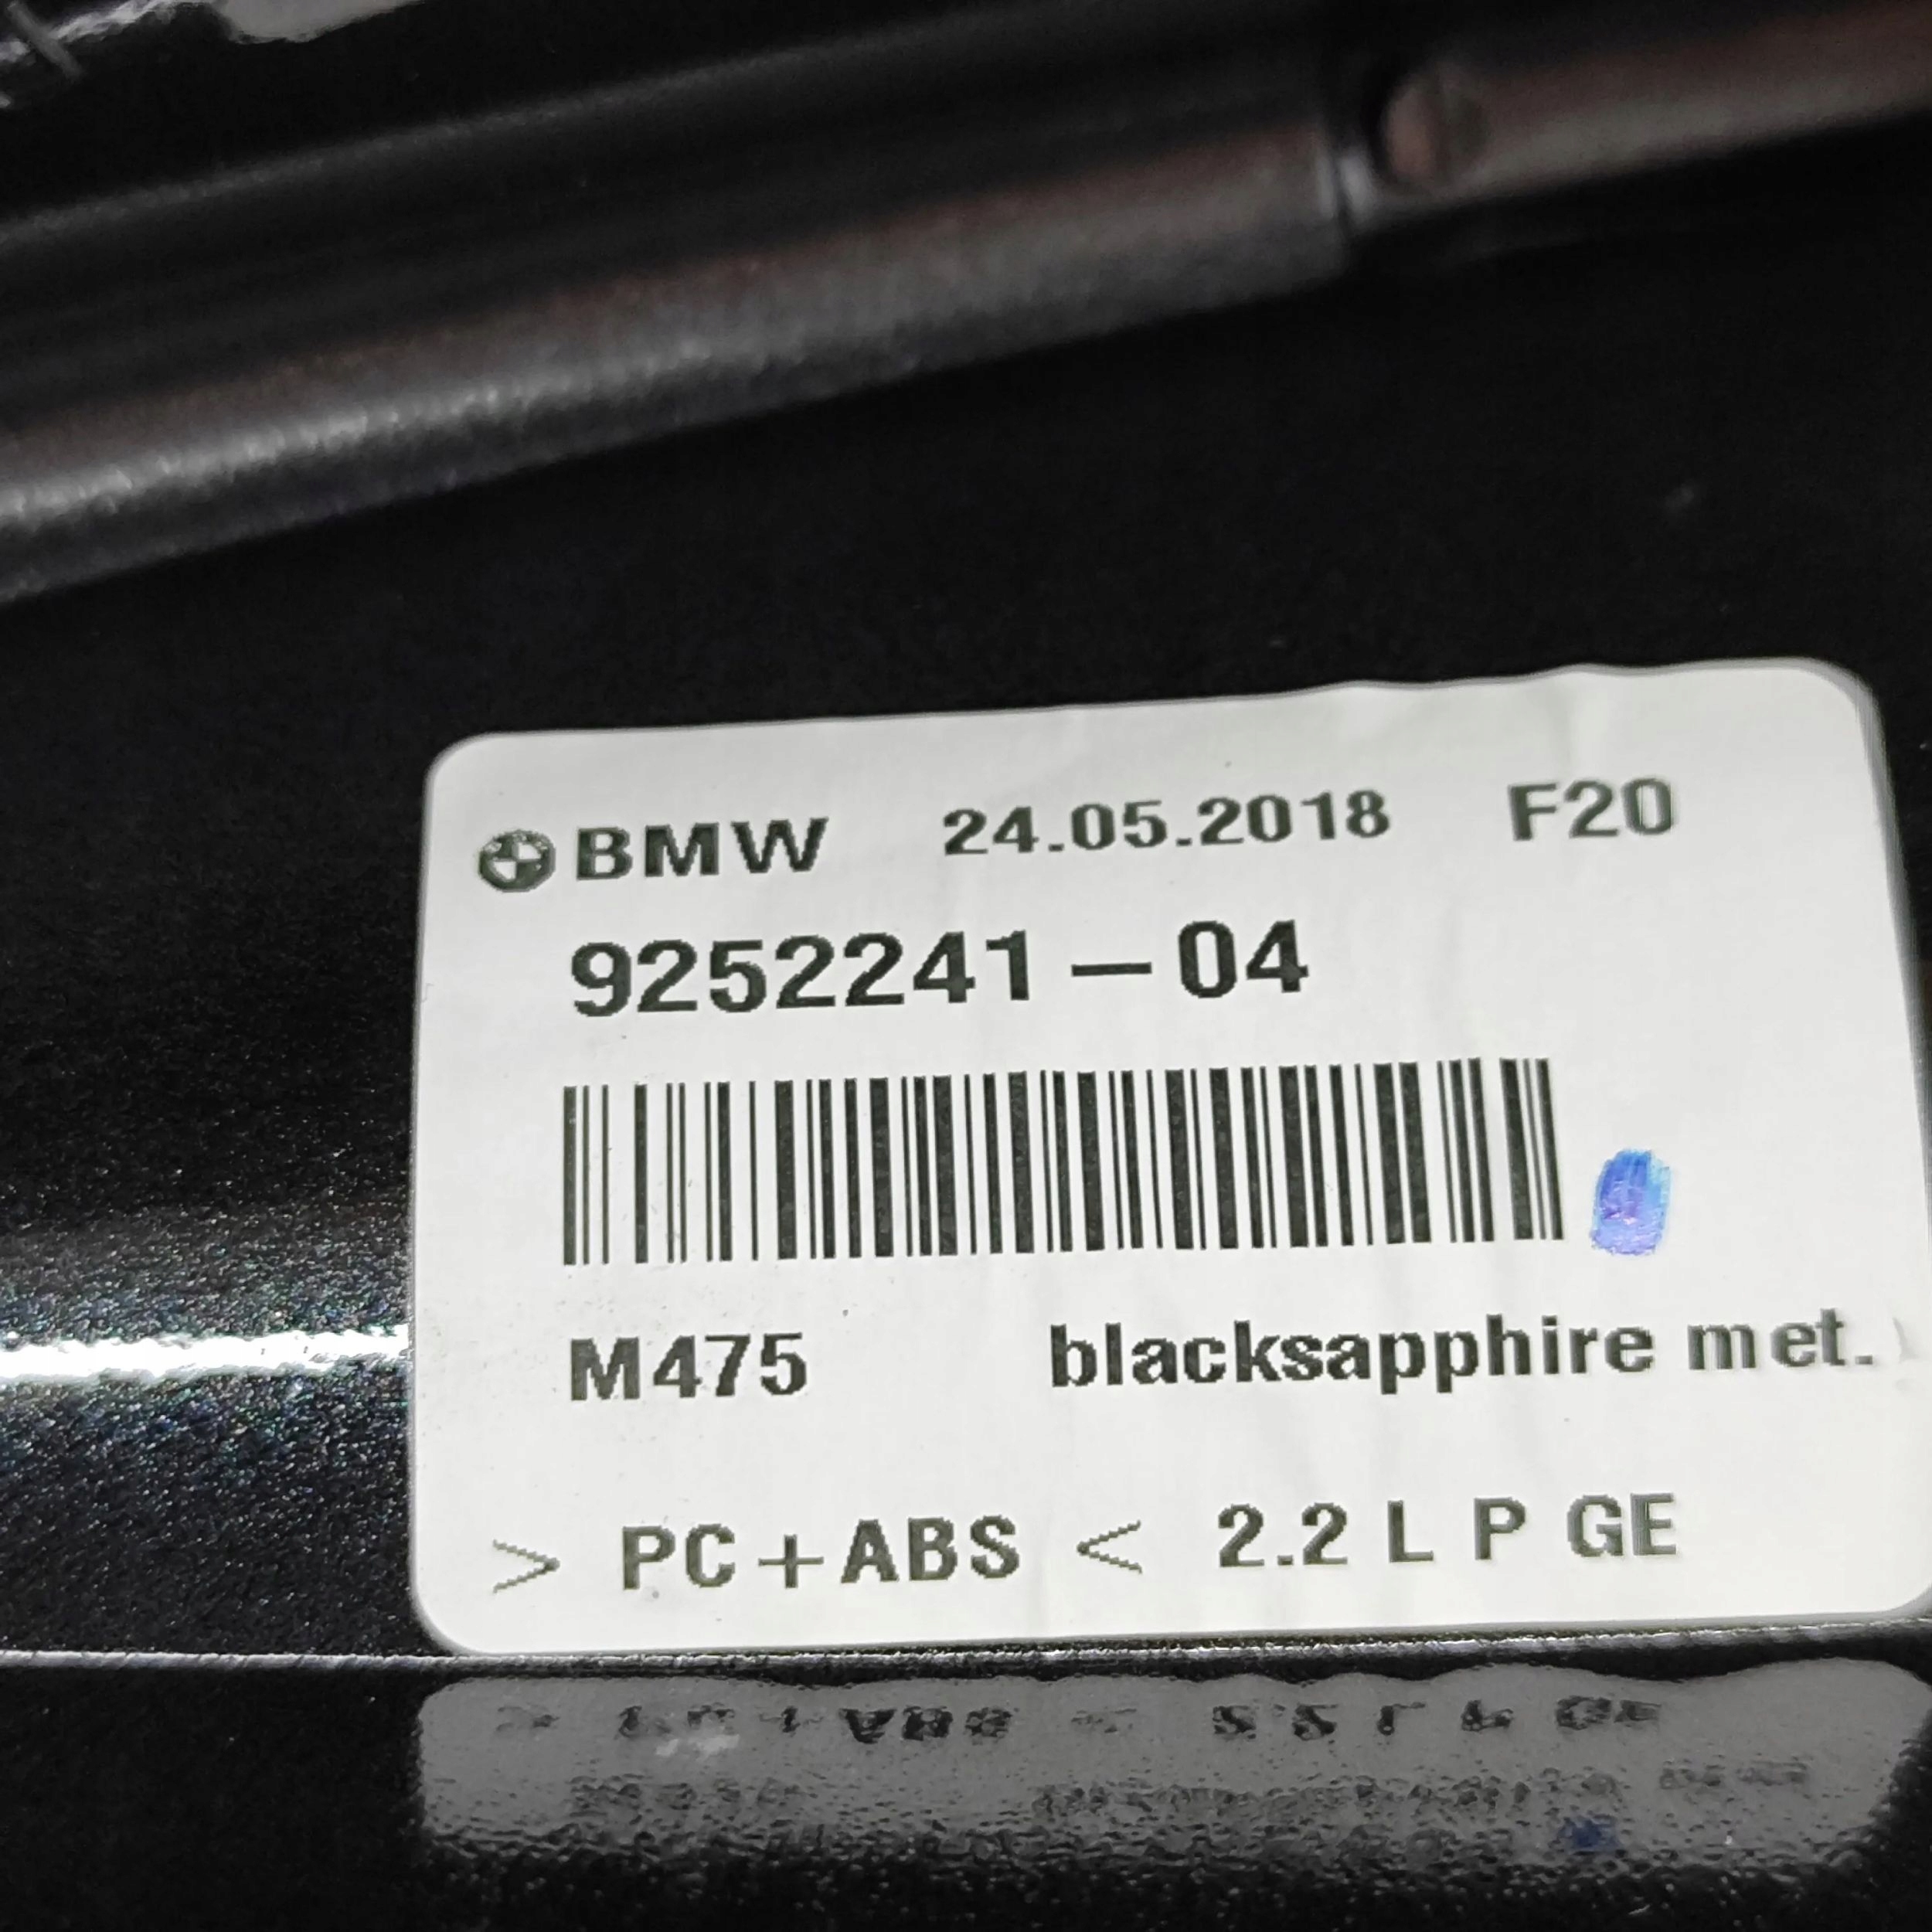 BMW 24.05.2018 F20
9252241-04
M475 blacksapphire met.
> PC+ABS < 2.2 L P GE